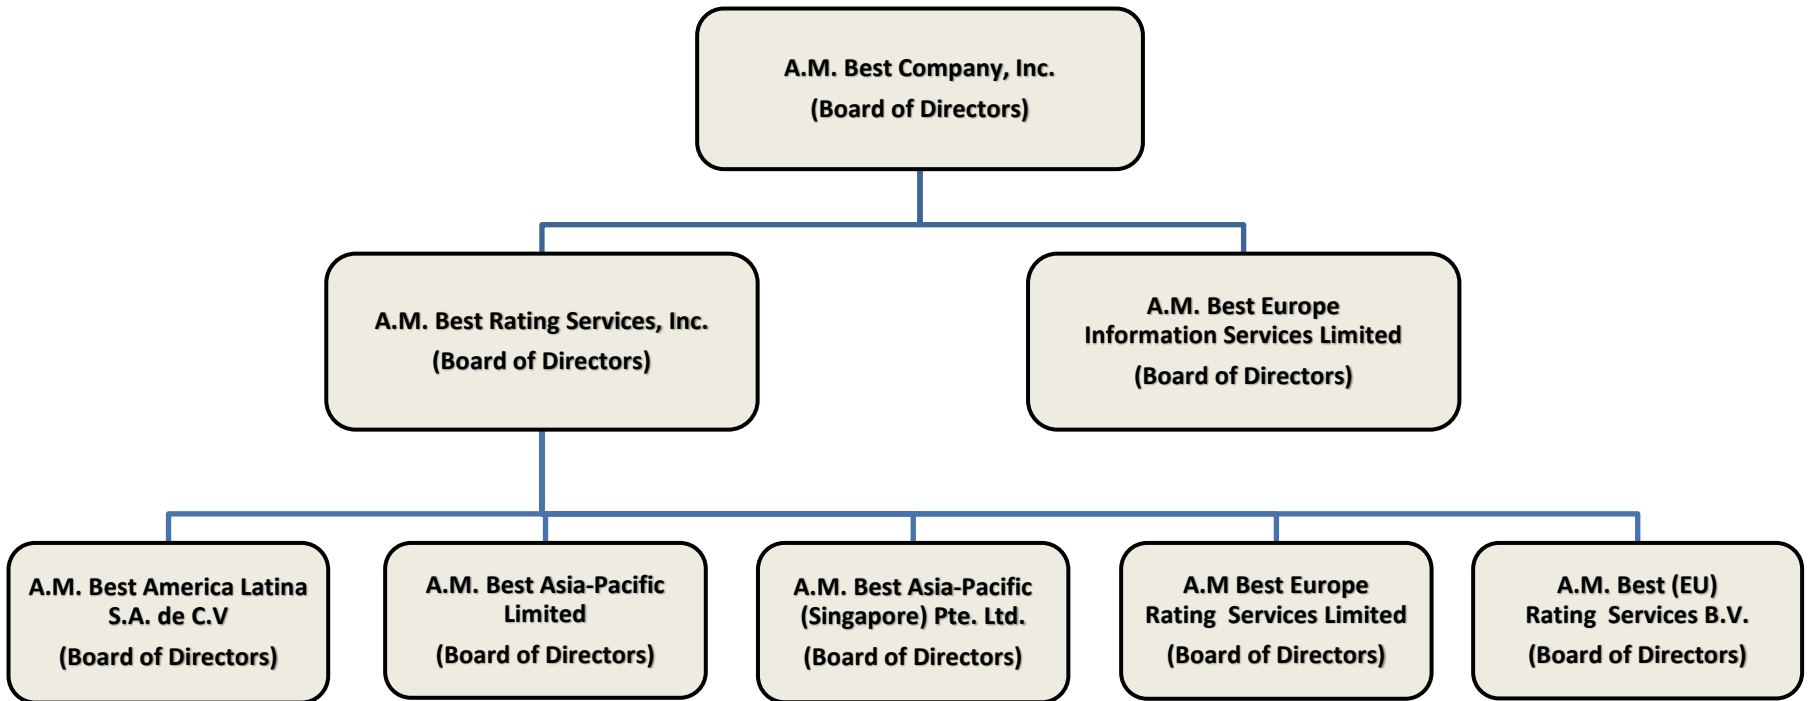 A.M. Best Company, Inc.
(Board of Directors)
A.M. Best Rating Services, Inc.
(Board of Directors)
A.M. Best Europe
Information Services Limited
(Board of Directors)
A.M. Best America Latina
S.A. de C.V
(Board of Directors)
A.M. Best Asia-Pacific
Limited
(Board of Directors)
A.M. Best Asia-Pacific
(Singapore) Pte. Ltd.
(Board of Directors)
A.M Best Europe
Rating  Services Limited
(Board of Directors)
A.M. Best (EU)
Rating  Services B.V.
(Board of Directors)